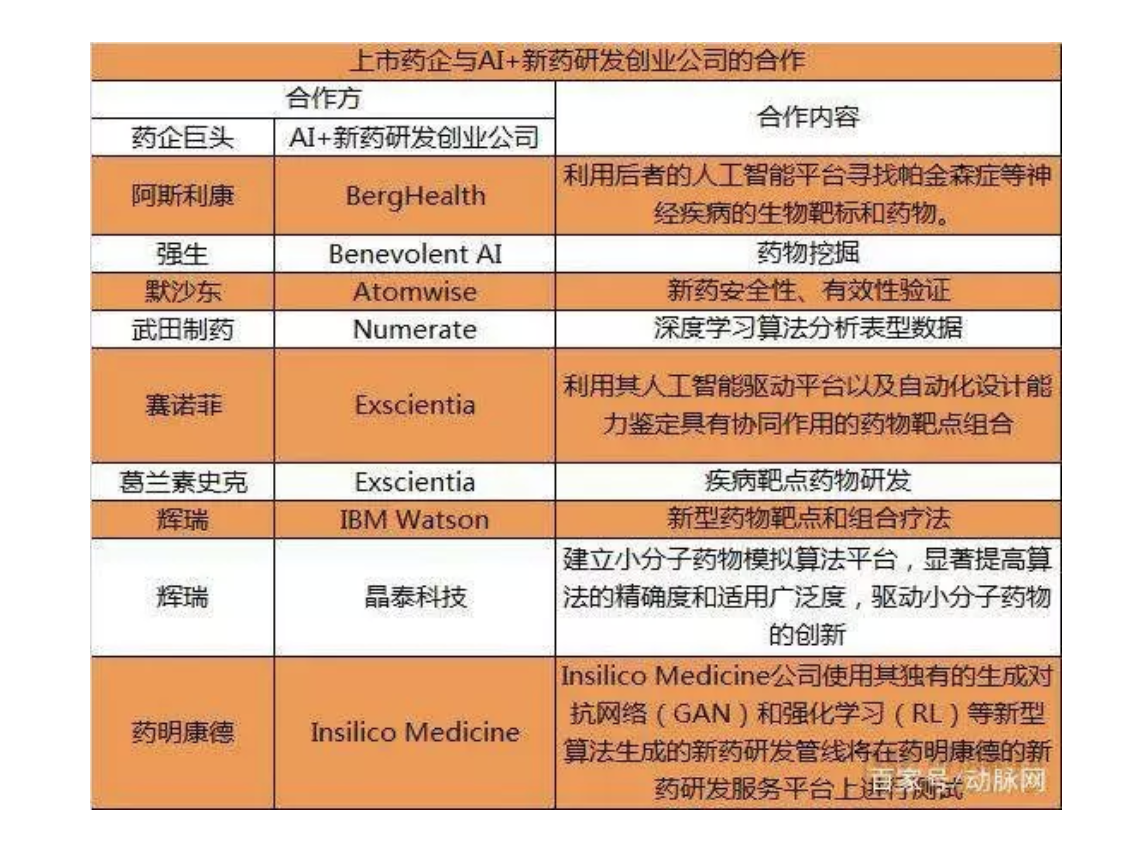 上市药企与AI+新药研发创业公司的合作
合作方
合作内容
药企巨头
AI+新药研发创业公司
阿斯利康
BergHealth
利用后者的人工智能平台寻找帕金森症等神
经疾病的生物靶标和药物。
强生
Benevolent AI
药物挖掘
默沙东
Atomwise
新药安全性、有效性验证
武田制药
Numerate
深度学习算法分析表型数据
赛诺菲
Exscientia
利用其人工智能驱动平台以及自动化设计能
力鉴定具有协同作用的药物靶点组合
葛兰素史克
Exscientia
疾病靶点药物研发
辉瑞
IBM Watson
新型药物靶点和组合疗法
辉瑞
晶泰科技
建立小分子药物模拟算法平台，显著提高算
法的精确度和适用广泛度，驱动小分子药物
的创新
药明康德
Insilico Medicine
Insilico Medicine公司使用其独有的生成对
抗网络（GAN）和强化学习（RL）等新型
算法生成的新药研发管线将在药明康德的新
药研发服务平台上进行测试
百家号/动脉网